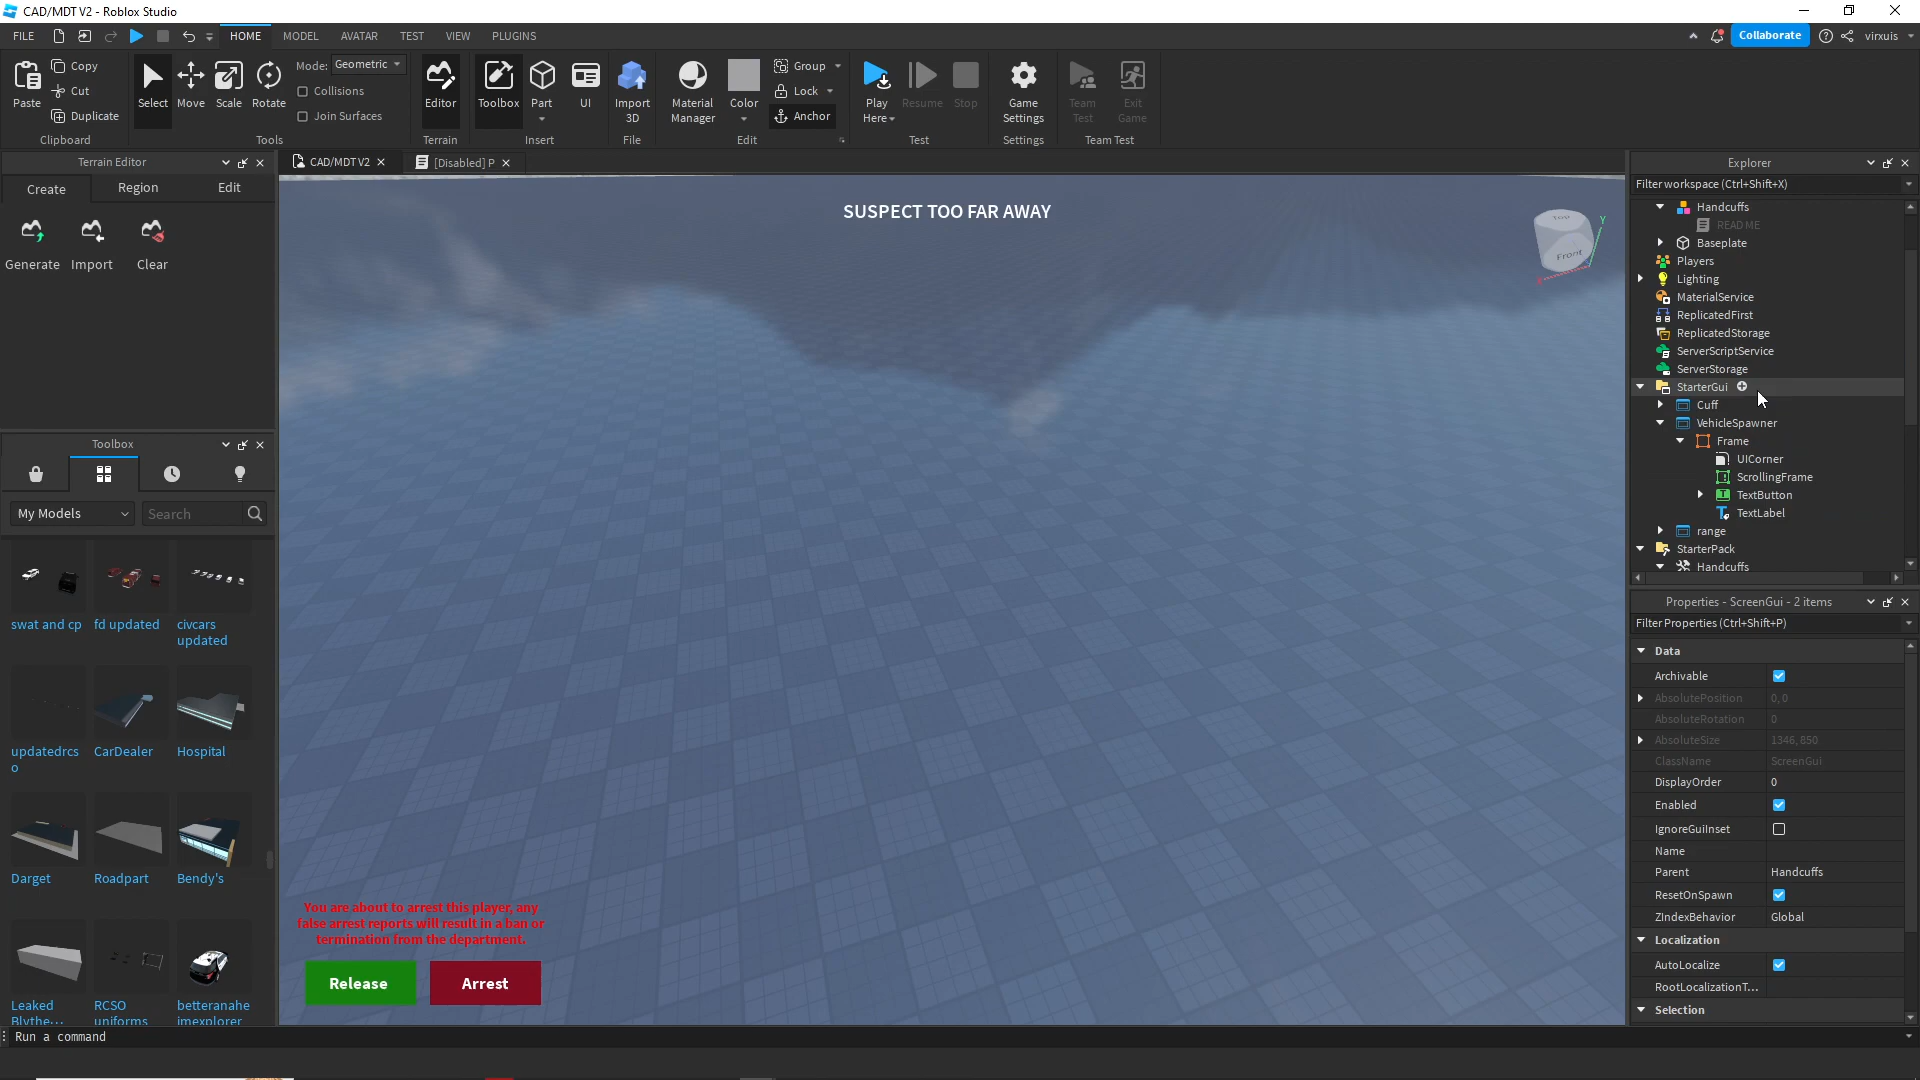 CAD/MDT V2 - Roblox Studio
FILE
HOME
MODEL
AVATAR
TEST
VIEW
PLUGINS
Collaborate
virxuis
Paste
Copy
Cut
Duplicate
Clipboard
Select
Move
Scale
Rotate
Mode:
Geometric
Collisions
Join Surfaces
Tools
Editor
Terrain
Toolbox
Part
UI
Insert
Import
3D
File
Material
Manager
Color
Group
Lock
Anchor
Edit
Play
Here
Resume
Stop
Test
Game
Settings
Settings
Team
Test
Exit
Game
Team Test
Terrain Editor
Create
Region
Edit
Generate
Import
Clear
Toolbox
My Models
Search
swat and cp
fd updated
civcars
updated
updatedrcs
o
CarDealer
Hospital
Darget
Roadpart
Bendy's
Leaked
Blythe···
RCSO
uniforms
betteranahe
imexplorer
CAD/MDT V2
[Disabled] P
SUSPECT TOO FAR AWAY
Too
Front
Y
You are about to arrest this player, any
false arrest reports will result in a ban or
termination from the department.
Release
Arrest
Explorer
Filter workspace (Ctrl+Shift+X)
Handcuffs
READ ME
Baseplate
Players
Lighting
MaterialService
ReplicatedFirst
ReplicatedStorage
ServerScriptService
ServerStorage
StarterGui
Cuff
VehicleSpawner
Frame
UICorner
ScrollingFrame
TextButton
TextLabel
range
StarterPack
Handcuffs
Properties - ScreenGui - 2 items
Filter Properties (Ctrl+Shift+P)
Data
Archivable
AbsolutePosition 0, 0
AbsoluteRotation 0
AbsoluteSize 1346, 850
ClassName ScreenGui
DisplayOrder 0
Enabled
IgnoreGuiInset
Name
Parent Handcuffs
ResetOnSpawn
ZIndexBehavior Global
Localization
AutoLocalize
RootLocalizationT...
Selection
Run a command